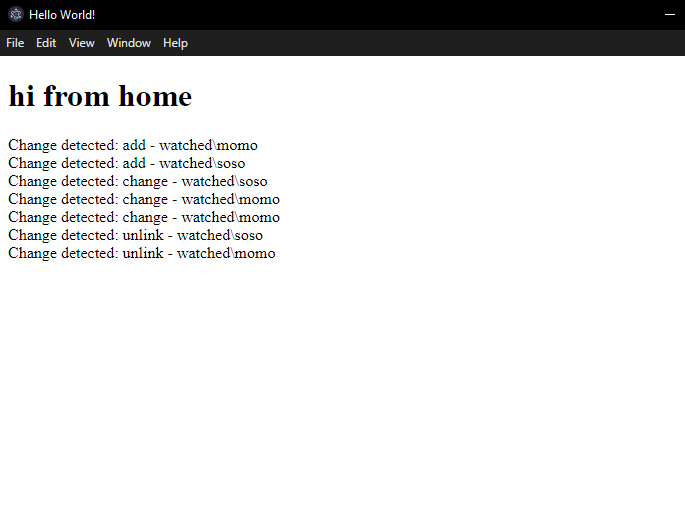 Hello World!
File Edit View Window Help
hi from home
Change detected: add - watched\momo
Change detected: add - watched\soso
Change detected: change - watched\soso
Change detected: change - watched\momo
Change detected: change - watched\momo
Change detected: unlink - watched\soso
Change detected: unlink - watched\momo